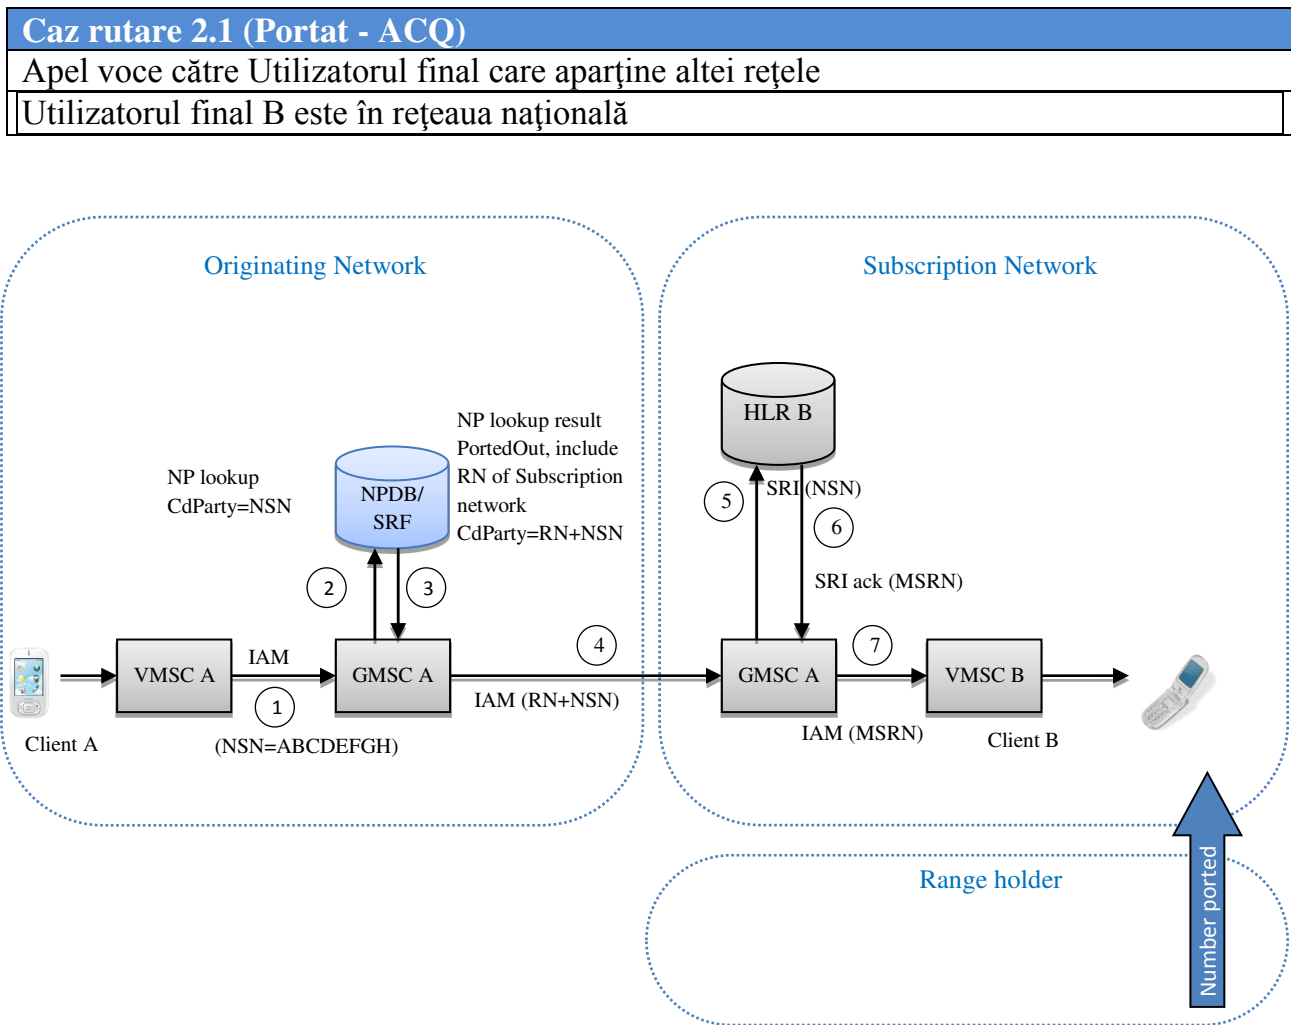 Caz rutare 2.1 (Portat - ACQ)
Apel voce către Utilizatorul final care aparţine altei reţele
Utilizatorul final B este în reţeaua naţională
Originating Network
Subscription Network
HLR B
NP lookup result
PortedOut, include
RN of Subscription
network
CdParty=RN+NSN
NP lookup
CdParty=NSN
NPDB/
SRF
5
SRI (NSN)
6
SRI ack (MSRN)
2
3
4
7
VMSC A
IAM
1
(NSN=ABCDEFGH)
GMSC A
IAM (RN+NSN)
GMSC A
IAM (MSRN)
VMSC B
Client A
Client B
Range holder
Number ported